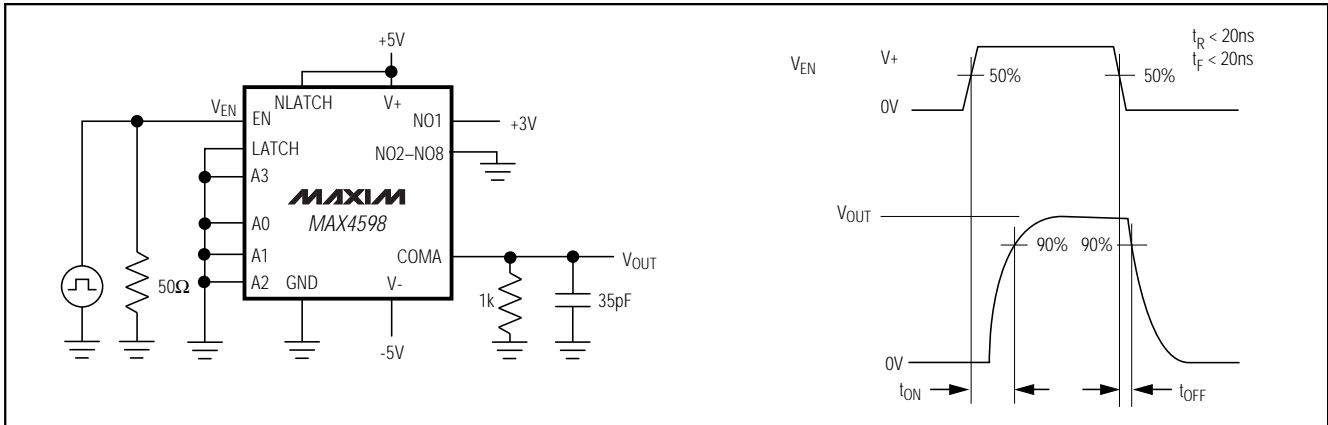 +5V
V_EN
NLATCH
V+
EN
NO1
+3V
LATCH
NO2–NO8
A3
MAXIM
MAX4598
A0
A1
COMA
V_OUT
50Ω
A2
GND
V-
1k
35pF
-5V
V_EN
V+
50%
50%
t_R < 20ns
t_F < 20ns
0V
V_OUT
90%
90%
0V
t_ON
t_OFF